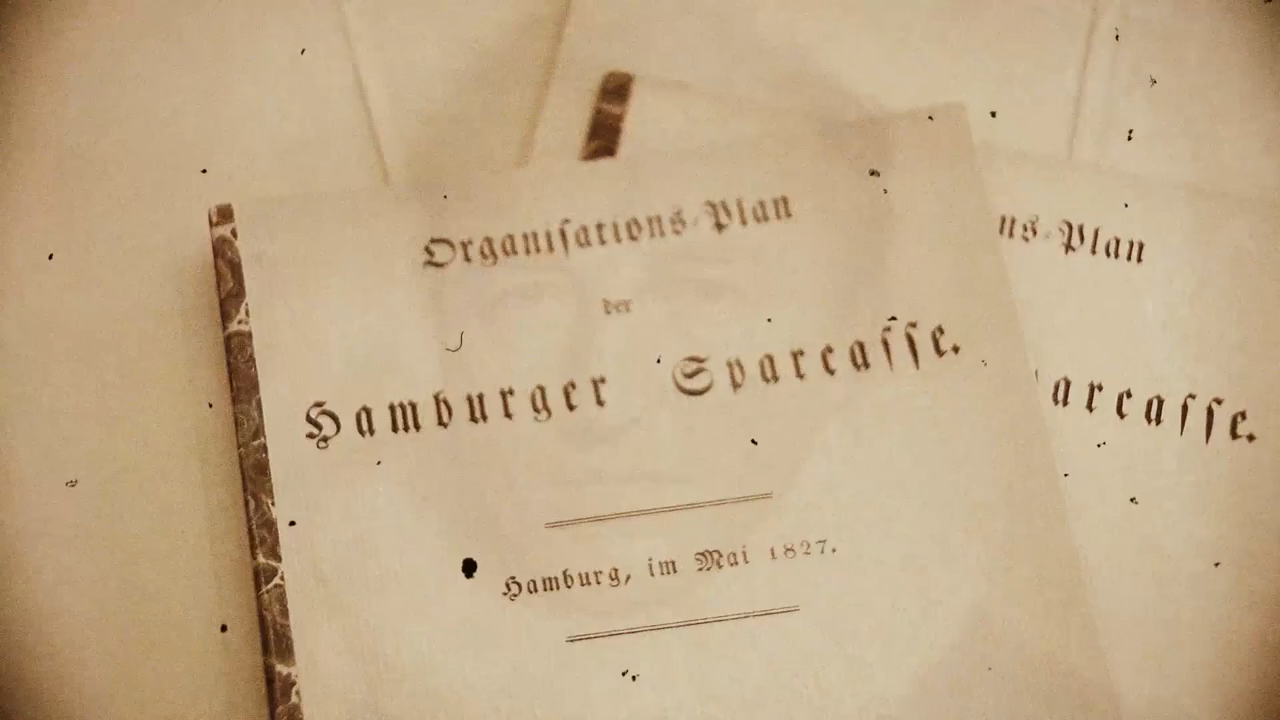 Organiſations-Plan
der
Hamburger Sparcaſſe.
Hamburg, im Mai 1827.
ns-Plan
arcaſſe.